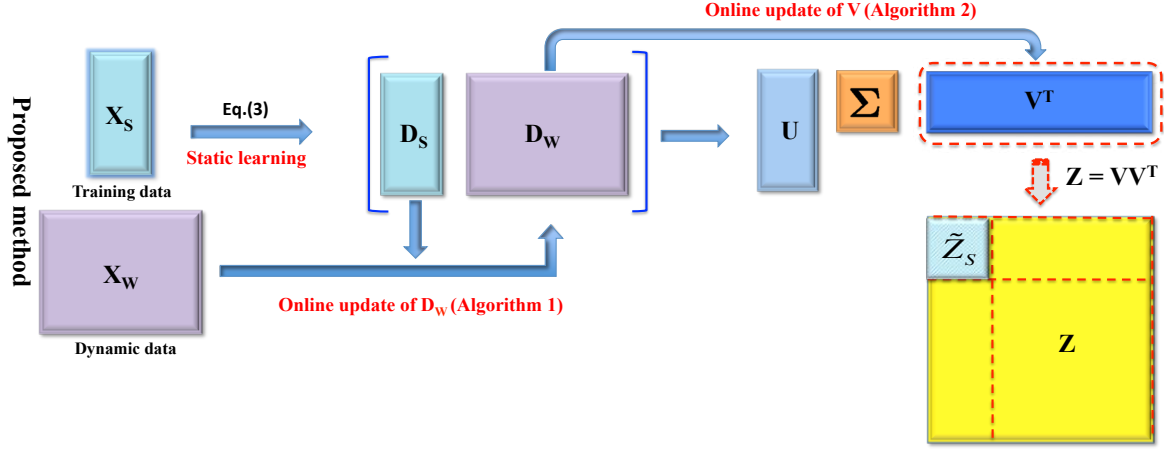 Online update of V (Algorithm 2)
Proposed method
X_S
Training data
Eq.(3)
Static learning
D_S
D_W
U
Σ
V^T
Z = VV^T
X_W
Dynamic data
Online update of D_W (Algorithm 1)
Z̃_S
Z